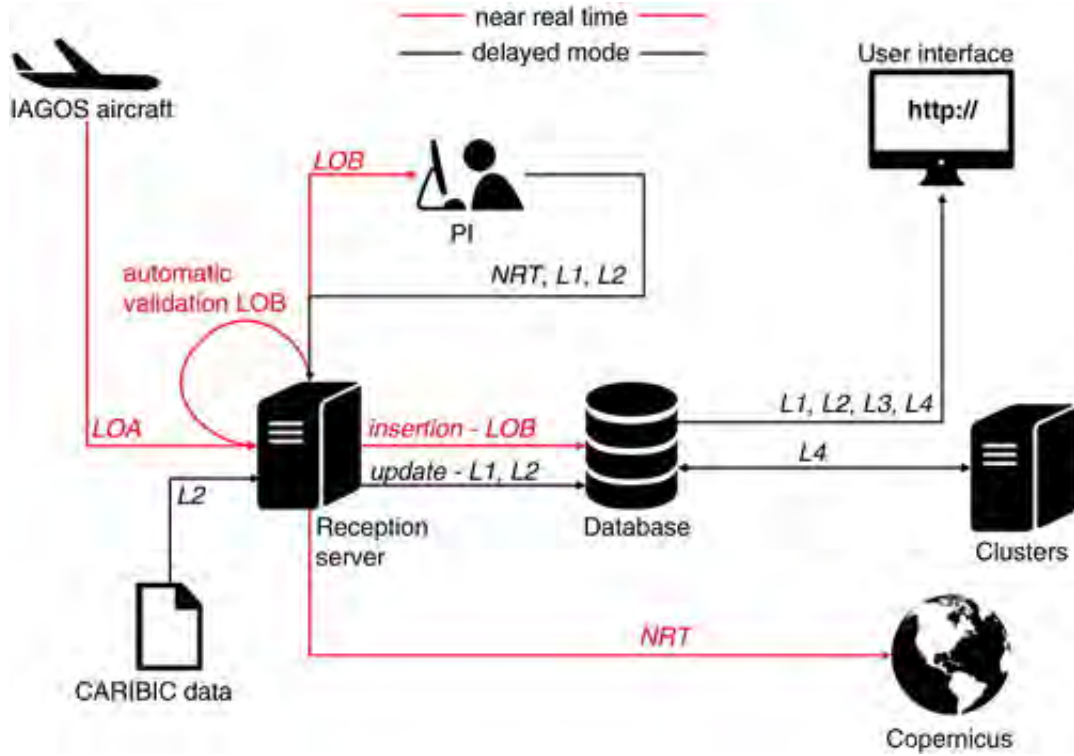 near real time
delayed mode
IAGOS aircraft
User interface
http://
LOB
PI
NRT, L1, L2
automatic
validation LOB
LOA
insertion - LOB
update - L1, L2
L1, L2, L3, L4
L4
L2
Reception
server
Database
Clusters
NRT
CARIBIC data
Copernicus